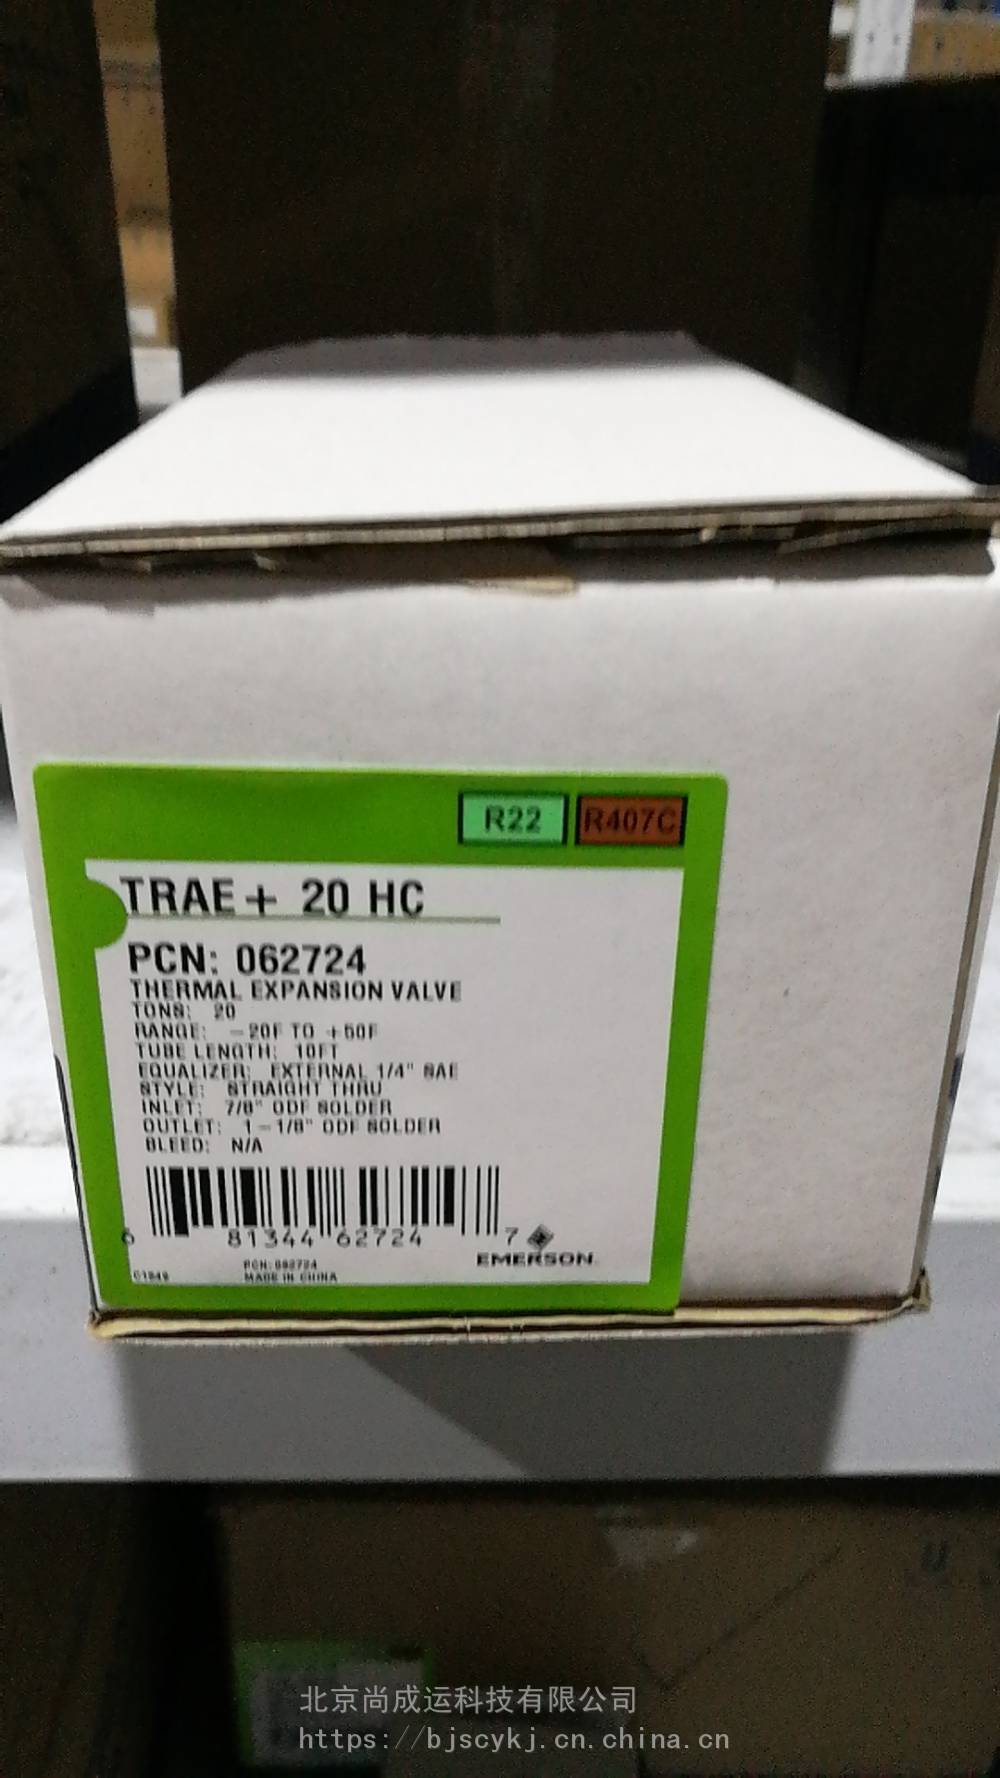 R22 R407C
TRAE+ 20 HC
PCN: 062724
THERMAL EXPANSION VALVE
TONS: 20
RANGE: -20F TO +50F
TUBE LENGTH: 10FT
EQUALIZER: EXTERNAL 1/4" SAE
STYLE: STRAIGHT THRU
INLET: 7/8" ODF SOLDER
OUTLET: 1-1/8" ODF SOLDER
BLEED: N/A
6 81344 62724 7
EMERSON
PCN: 062724
MADE IN CHINA
北京尚成运科技有限公司
https://bjscykj.cn.china.cn